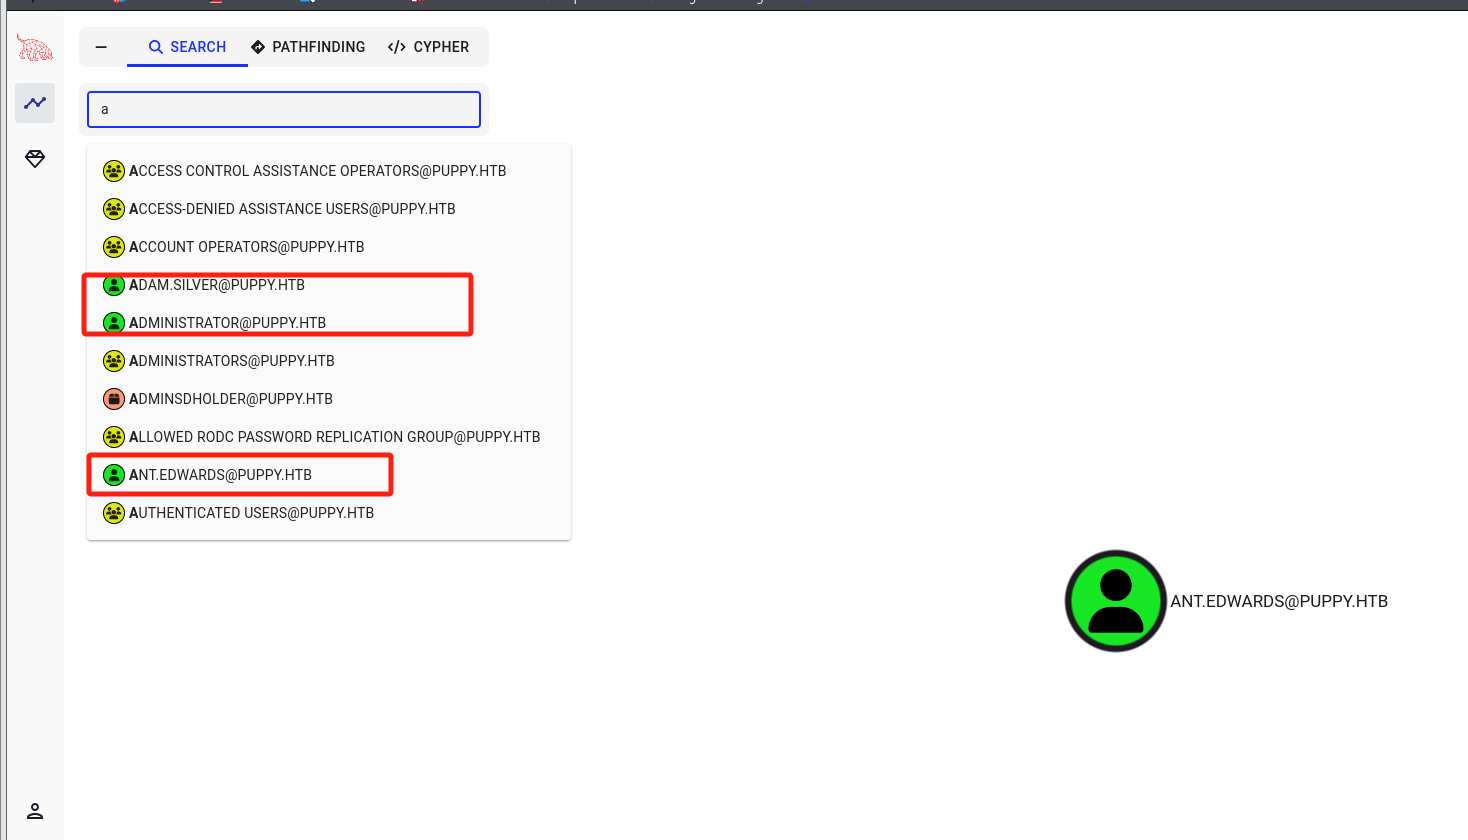 SEARCH PATHFINDING </> CYPHER
a
ACCESS CONTROL ASSISTANCE OPERATORS@PUPPY.HTB
ACCESS-DENIED ASSISTANCE USERS@PUPPY.HTB
ACCOUNT OPERATORS@PUPPY.HTB
ADAM.SILVER@PUPPY.HTB
ADMINISTRATOR@PUPPY.HTB
ADMINISTRATORS@PUPPY.HTB
ADMINSDHOLDER@PUPPY.HTB
ALLOWED RODC PASSWORD REPLICATION GROUP@PUPPY.HTB
ANT.EDWARDS@PUPPY.HTB
AUTHENTICATED USERS@PUPPY.HTB
ANT.EDWARDS@PUPPY.HTB